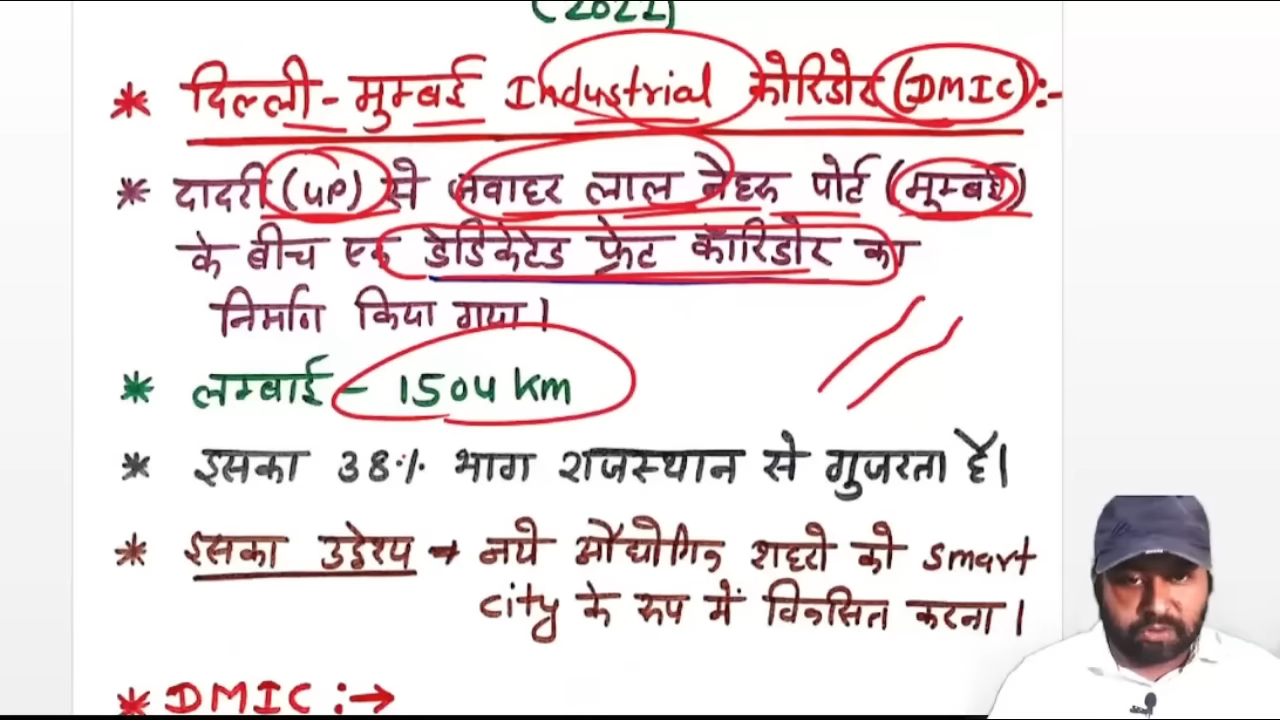 (2022)
* दिल्ली - मुम्बई Industrial कोरिडोर (DMIC) :-
* दादरी (UP) से जवाहर लाल नेहरू पोर्ट (मुम्बई)
के बीच एक डेडिकेटेड फ्रेट कॉरिडोर का
निर्माण किया गया।
* लम्बाई - 1504 Km
* इसका 38% भाग राजस्थान से गुजरता है।
* इसका उद्देश्य → नये औद्योगिक शहरो को smart
city के रूप में विकसित करना।
* DMIC :→